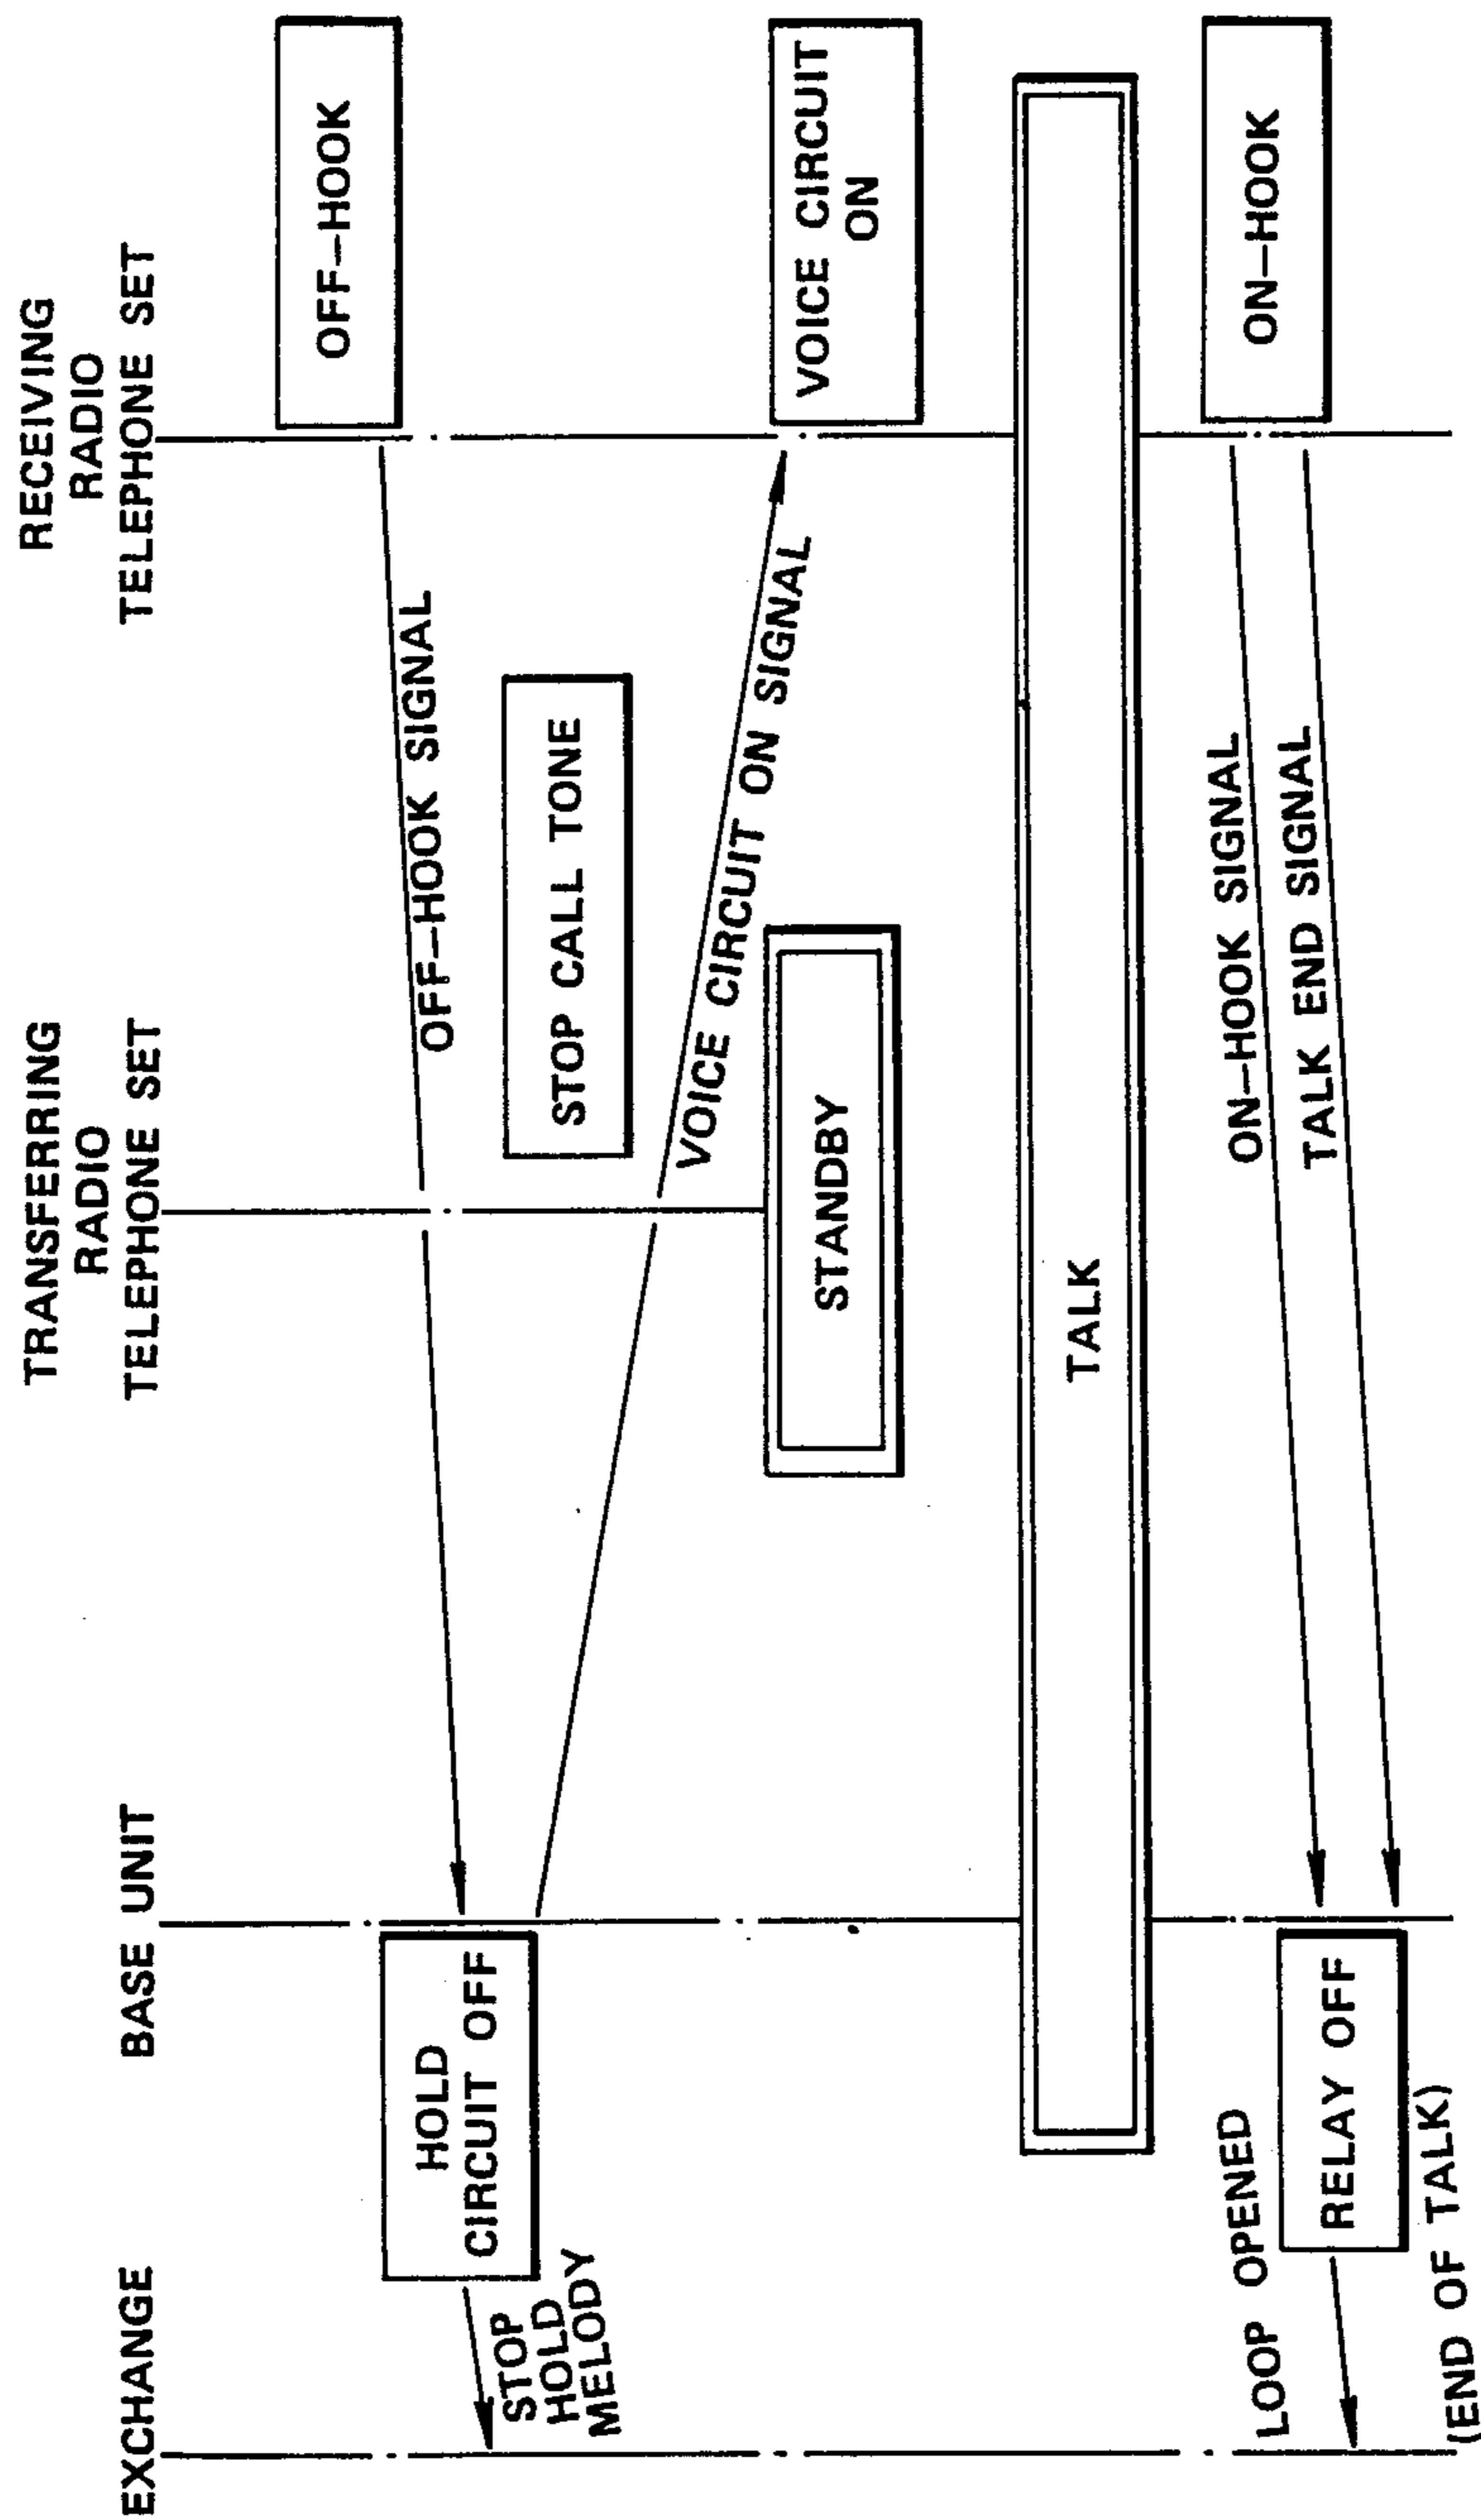 EXCHANGE
BASE UNIT
TRANSFERRING
RADIO
TELEPHONE SET
RECEIVING
RADIO
TELEPHONE SET
OFF-HOOK
OFF-HOOK SIGNAL
HOLD
CIRCUIT OFF
STOP
HOLD
MELODY
STOP CALL TONE
VOICE CIRCUIT ON SIGNAL
VOICE CIRCUIT
ON
STANDBY
TALK
ON-HOOK
ON-HOOK SIGNAL
TALK END SIGNAL
LOOP OPENED
RELAY OFF
(END OF TALK)